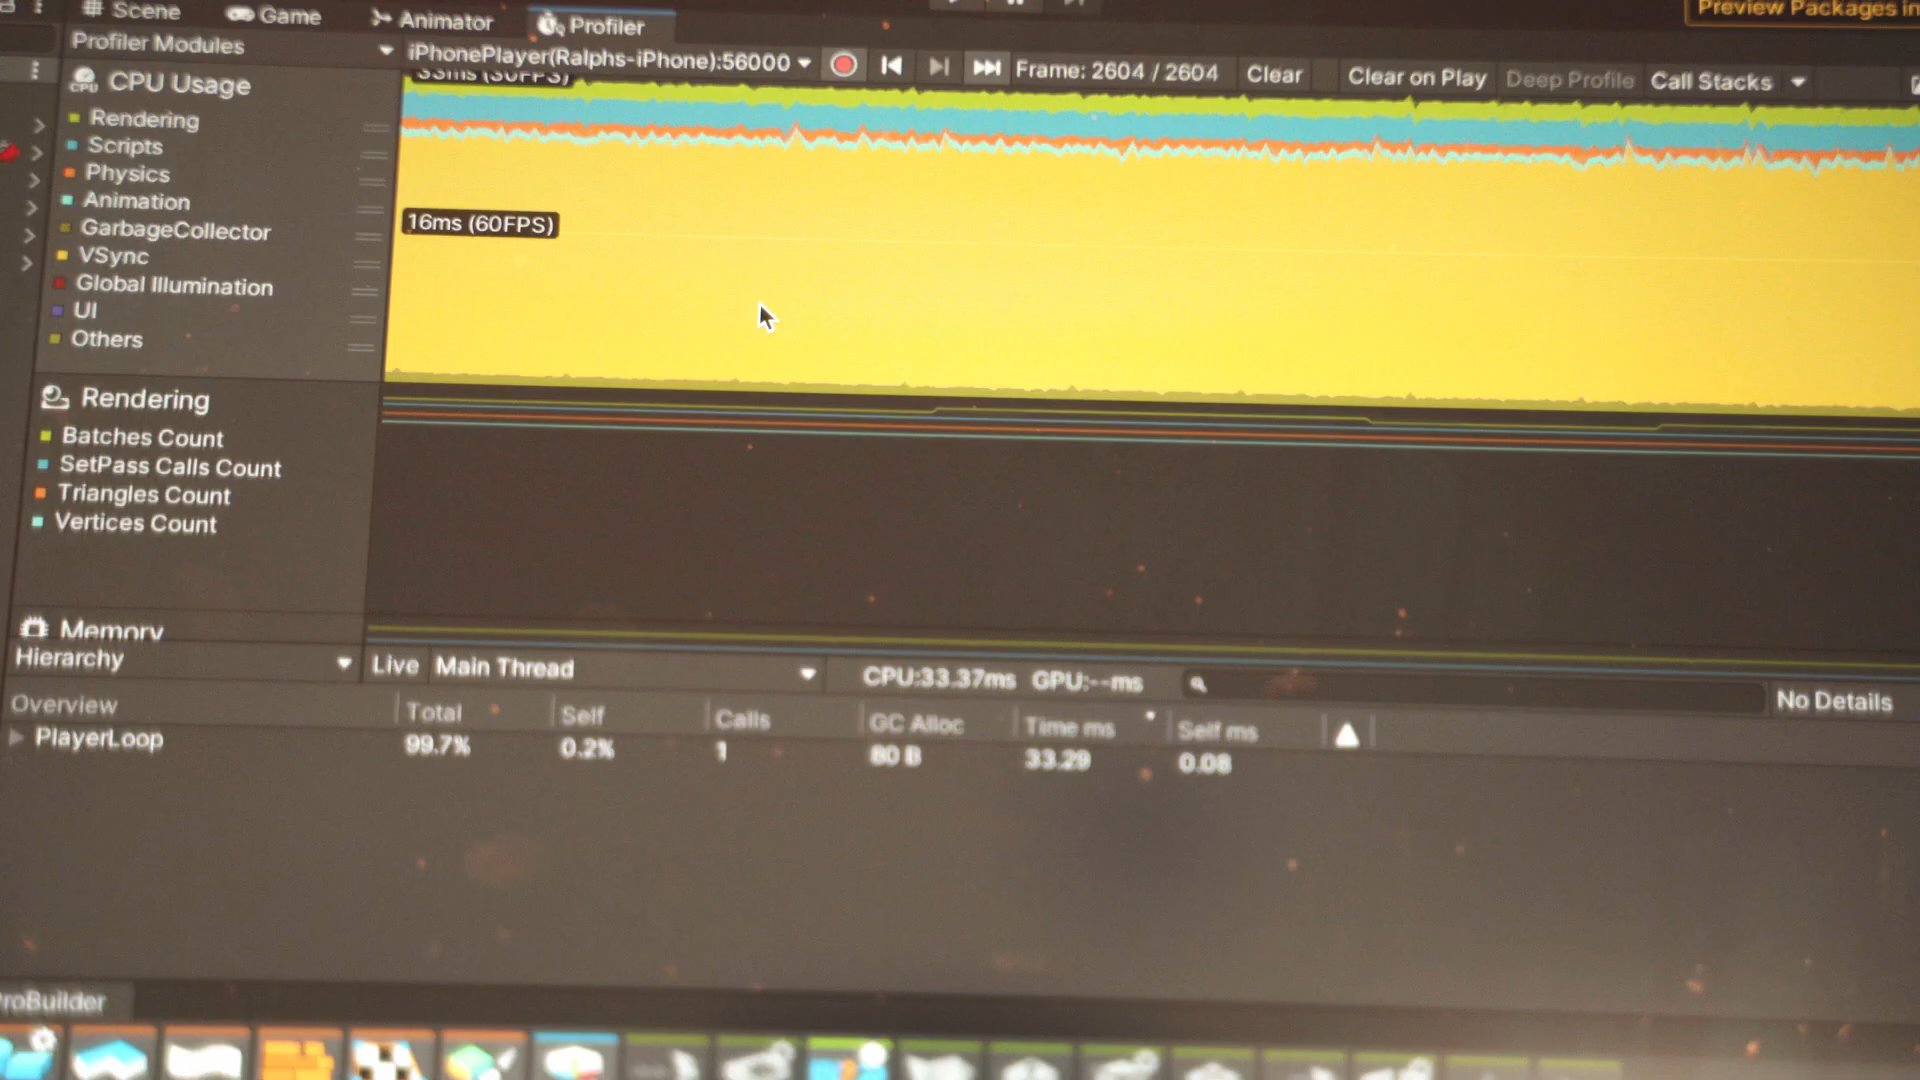 Scene
Game
Animator
Profiler
Preview Packages in
Profiler Modules
iPhonePlayer(Ralphs-iPhone):56000
Frame: 2604 / 2604
Clear
Clear on Play
Deep Profile
Call Stacks
33ms (30FPS)
CPU Usage
Rendering
Scripts
Physics
Animation
GarbageCollector
VSync
Global Illumination
UI
Others
16ms (60FPS)
Rendering
Batches Count
SetPass Calls Count
Triangles Count
Vertices Count
Memory
Hierarchy
Live
Main Thread
CPU:33.37ms GPU:--ms
No Details
Overview
Total
Self
Calls
GC Alloc
Time ms
Self ms
PlayerLoop
99.7%
0.2%
1
80 B
33.29
0.08
roBuilder